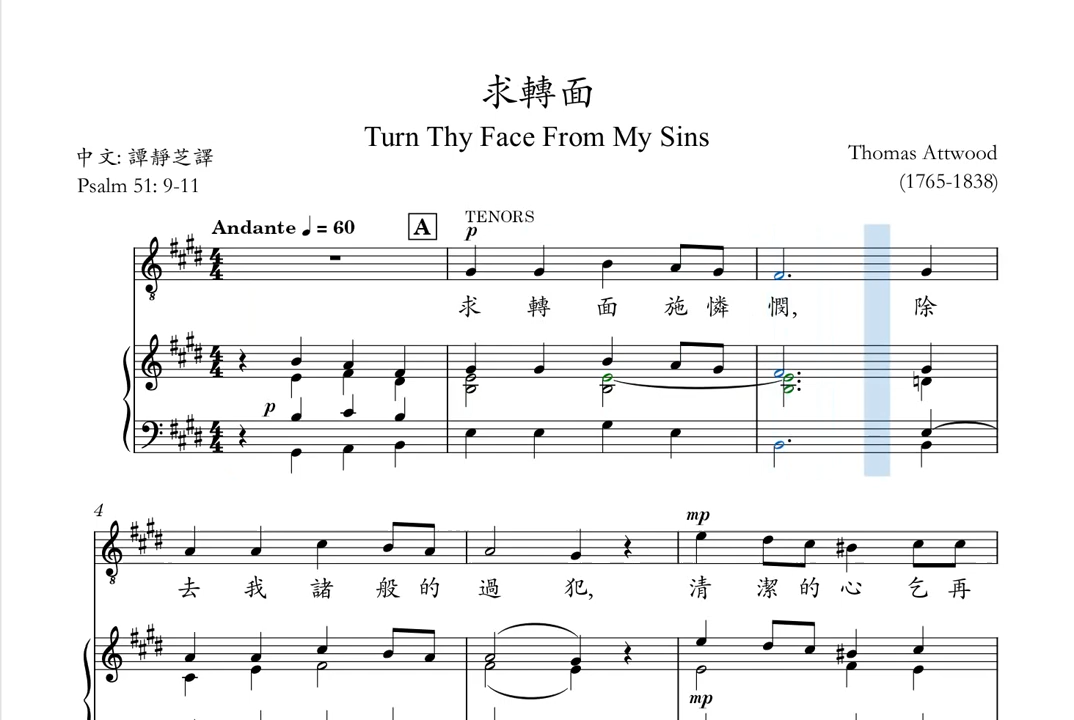 求轉面
Turn Thy Face From My Sins
中文: 譚靜芝譯
Thomas Attwood
Psalm 51: 9-11
(1765-1838)
Andante ♩ = 60
A
TENORS
p
求 轉 面 施 憐 憫, 除
p
4
mp
去 我 諸 般 的 過 犯, 清 潔 的 心 乞 再
mp